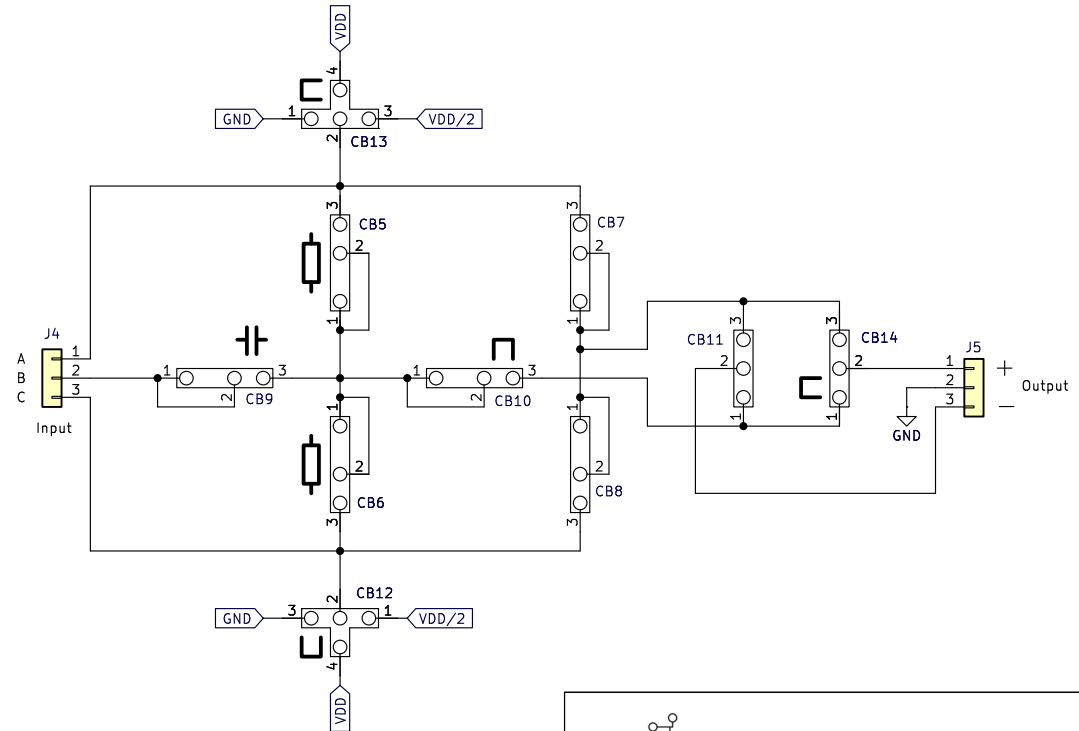 VDD
4
GND 1 3 VDD/2
2 CB13
3 CB5 3 CB7
2 2
1 1
3 3
J4 CB11 CB14
A 1 2 2 J5
B 2 1 3 1 3 1 +
C 3 2 CB9 2 CB10 2 Output
1 1 1 1 3 —
Input GND
2 2
CB6 CB8
3 3
CB12
2
GND 3 1 VDD/2
4
VDD